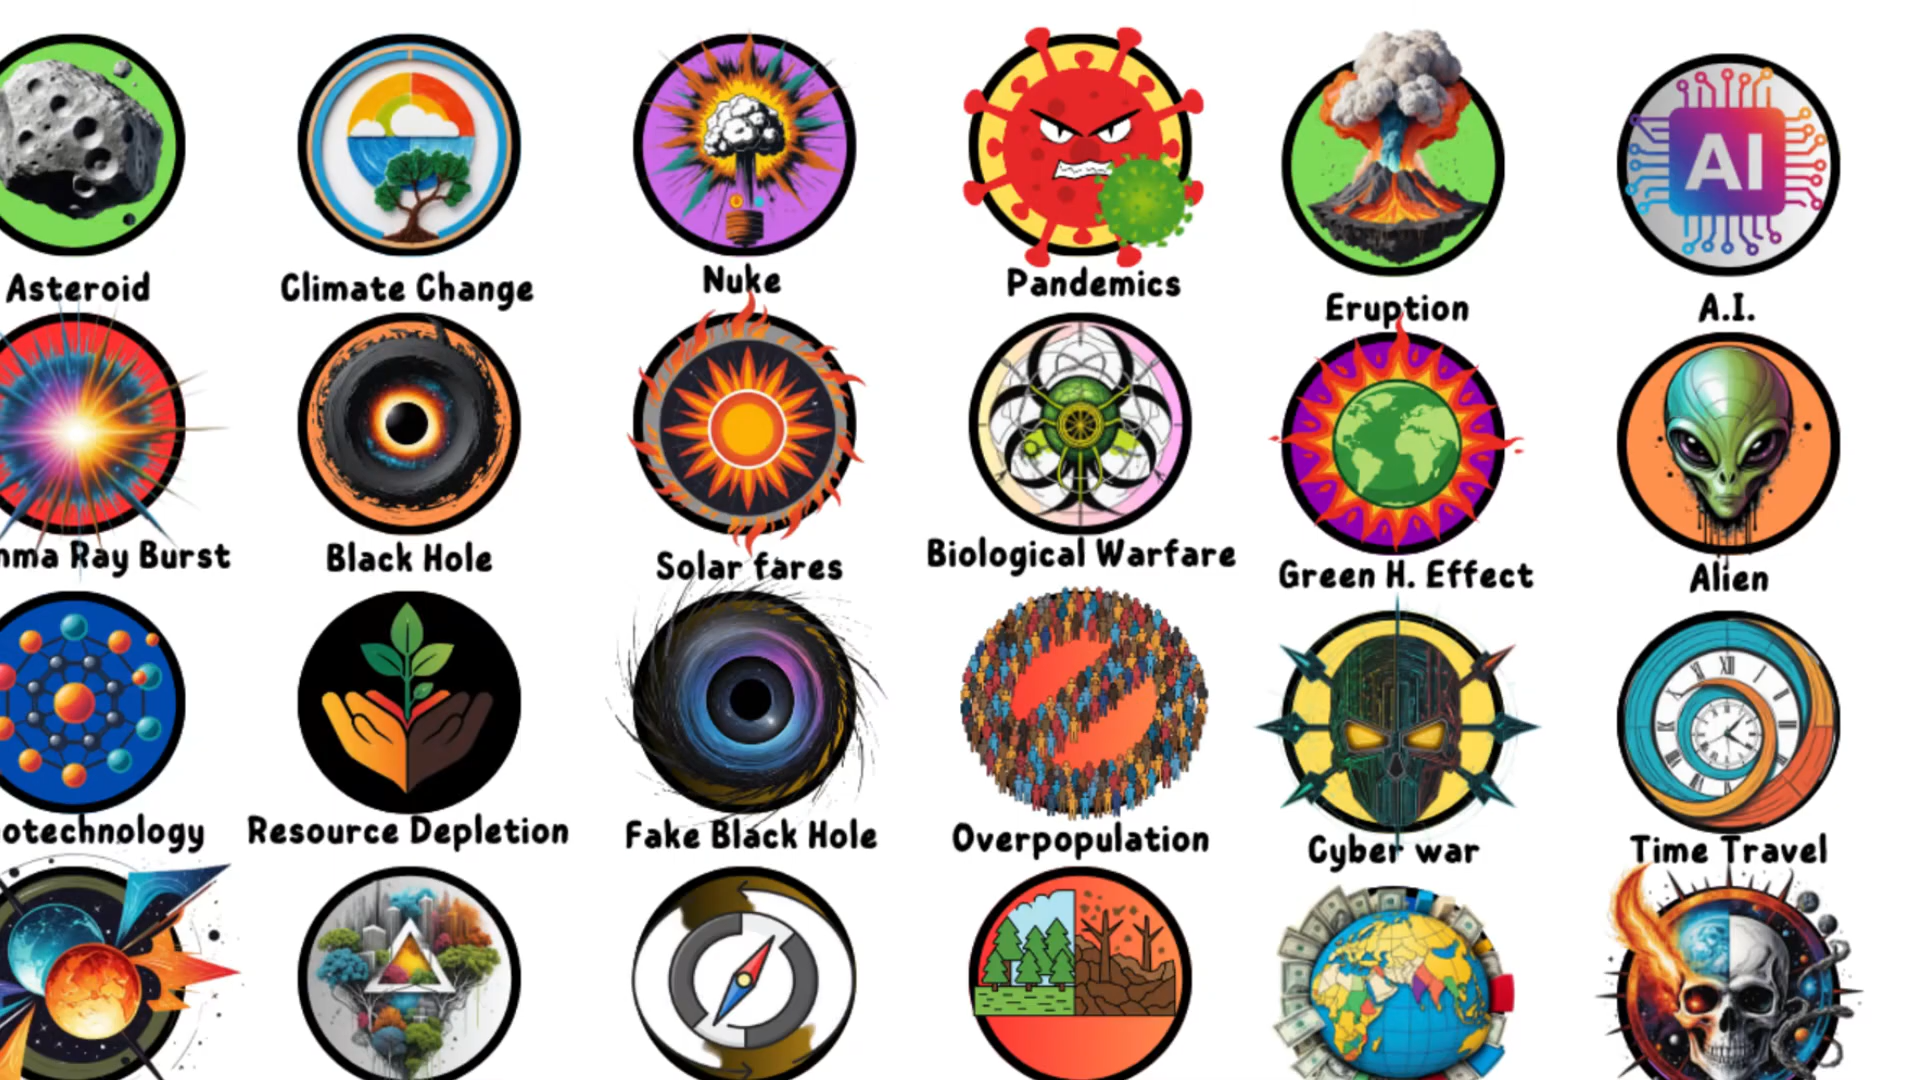 Asteroid
Climate Change
Nuke
Pandemics
Eruption
AI
A.I.
mma Ray Burst
Black Hole
Solar fares
Biological Warfare
Green H. Effect
Alien
otechnology
Resource Depletion
Fake Black Hole
Overpopulation
Cyber war
Time Travel